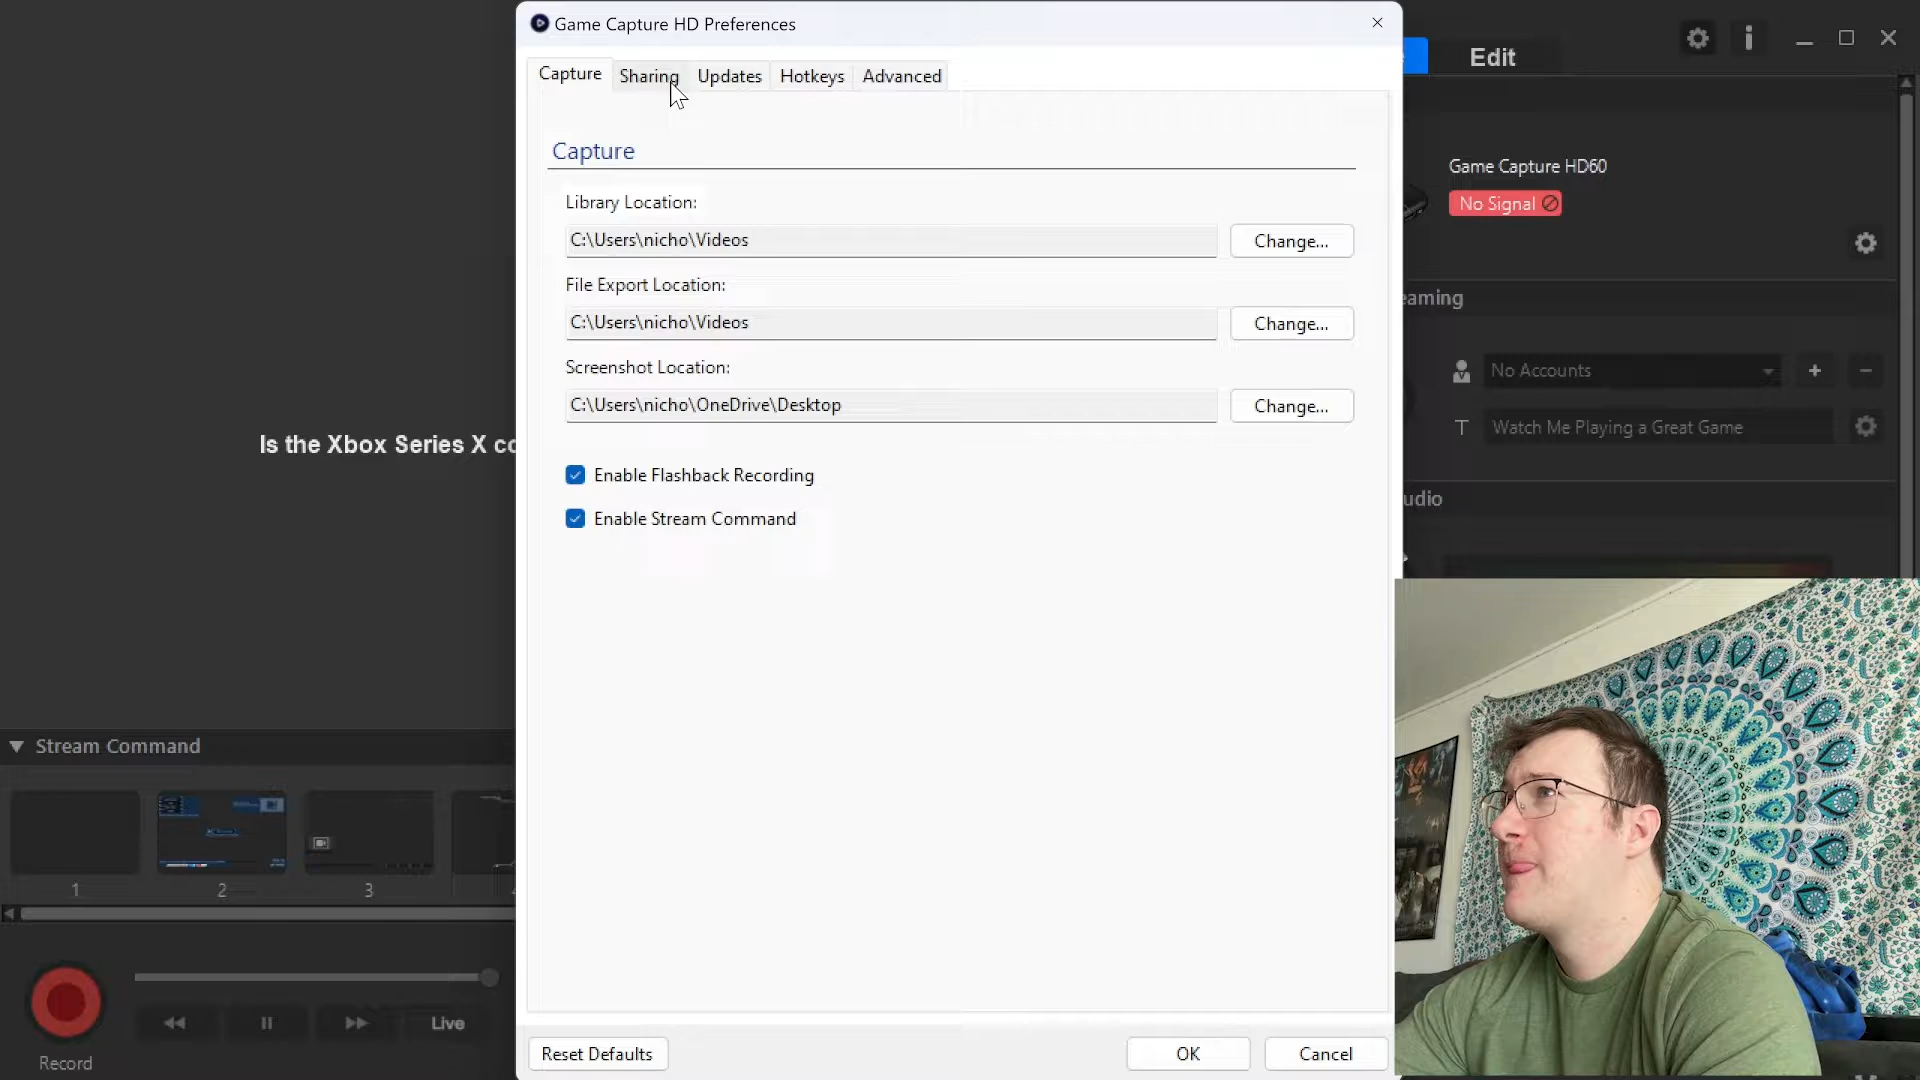 Game Capture HD Preferences
Edit
Capture
Sharing
Updates
Hotkeys
Advanced
Capture
Library Location:
C:\Users\nicho\Videos
Change...
File Export Location:
C:\Users\nicho\Videos
Change...
Screenshot Location:
C:\Users\nicho\OneDrive\Desktop
Change...
Enable Flashback Recording
Enable Stream Command
Reset Defaults
OK
Cancel
Game Capture HD60
No Signal
eaming
No Accounts
+
−
T
Watch Me Playing a Great Game
udio
Is the Xbox Series X co
Stream Command
1
2
3
Live
Record